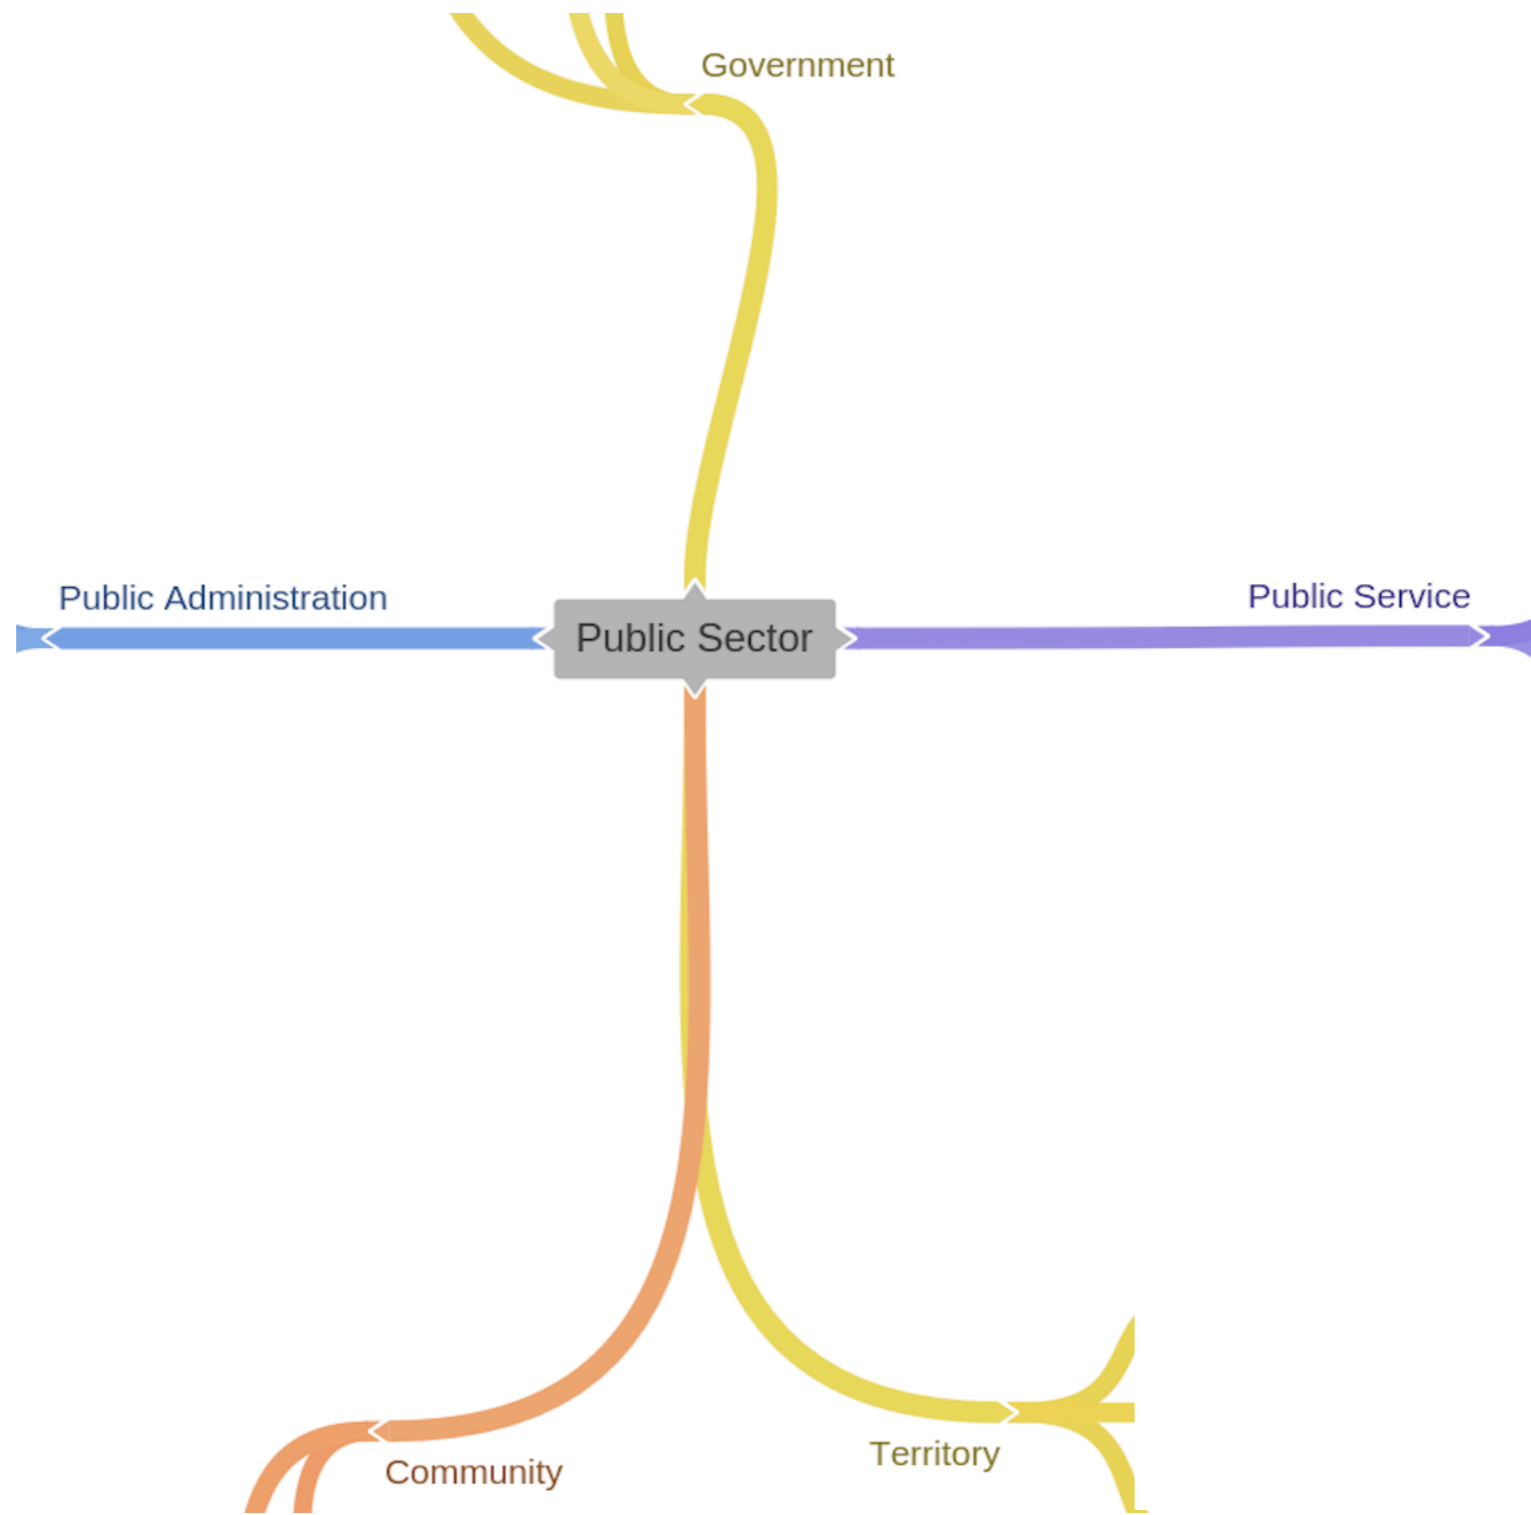 Government
Public Administration
Public Service
Public Sector
Territory
Community